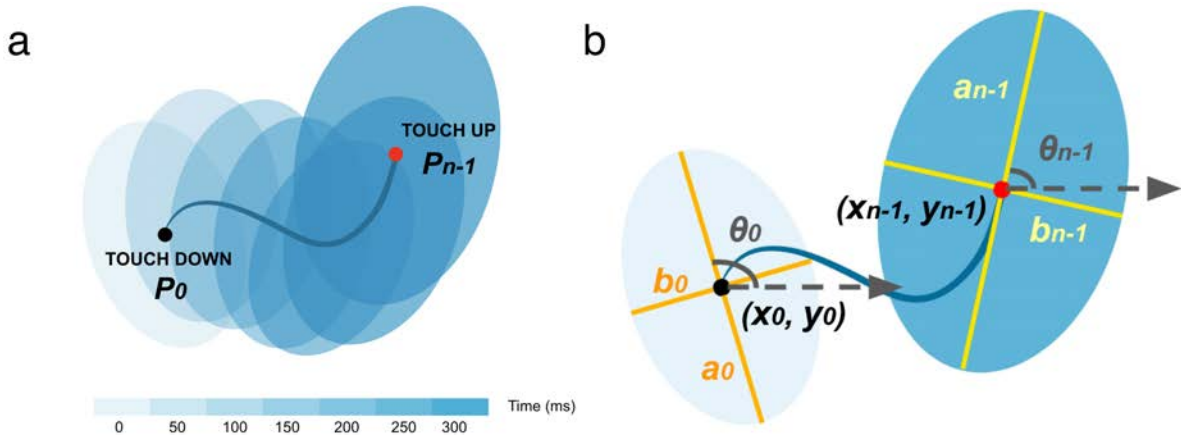 a
TOUCH UP
Pn-1
TOUCH DOWN
P0
0 50 100 150 200 250 300
Time (ms)
b
an-1
θn-1
(xn-1, yn-1)
bn-1
θ0
b0
(x0, y0)
a0